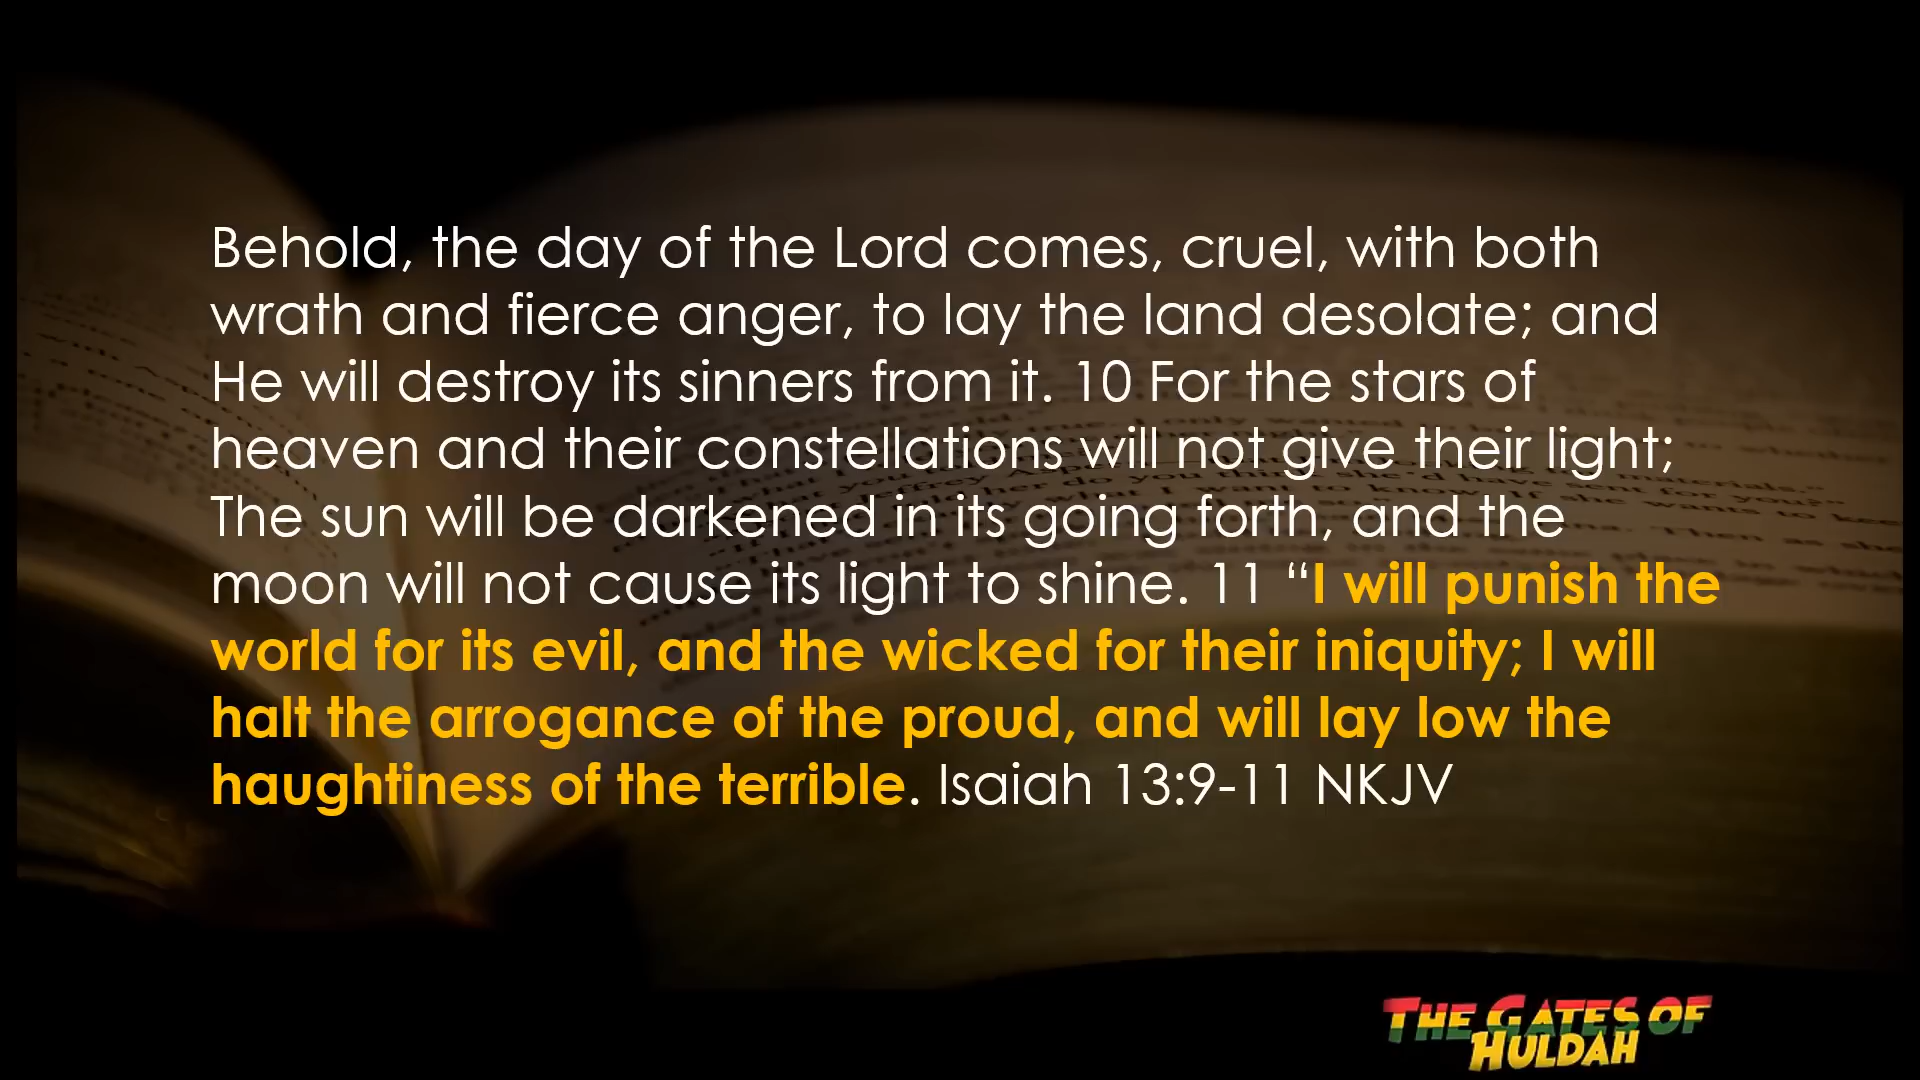 Behold, the day of the Lord comes, cruel, with both
wrath and fierce anger, to lay the land desolate; and
He will destroy its sinners from it. 10 For the stars of
heaven and their constellations will not give their light;
The sun will be darkened in its going forth, and the
moon will not cause its light to shine. 11 “I will punish the
world for its evil, and the wicked for their iniquity; I will
halt the arrogance of the proud, and will lay low the
haughtiness of the terrible. Isaiah 13:9-11 NKJV
THE GATES OF
HULDAH